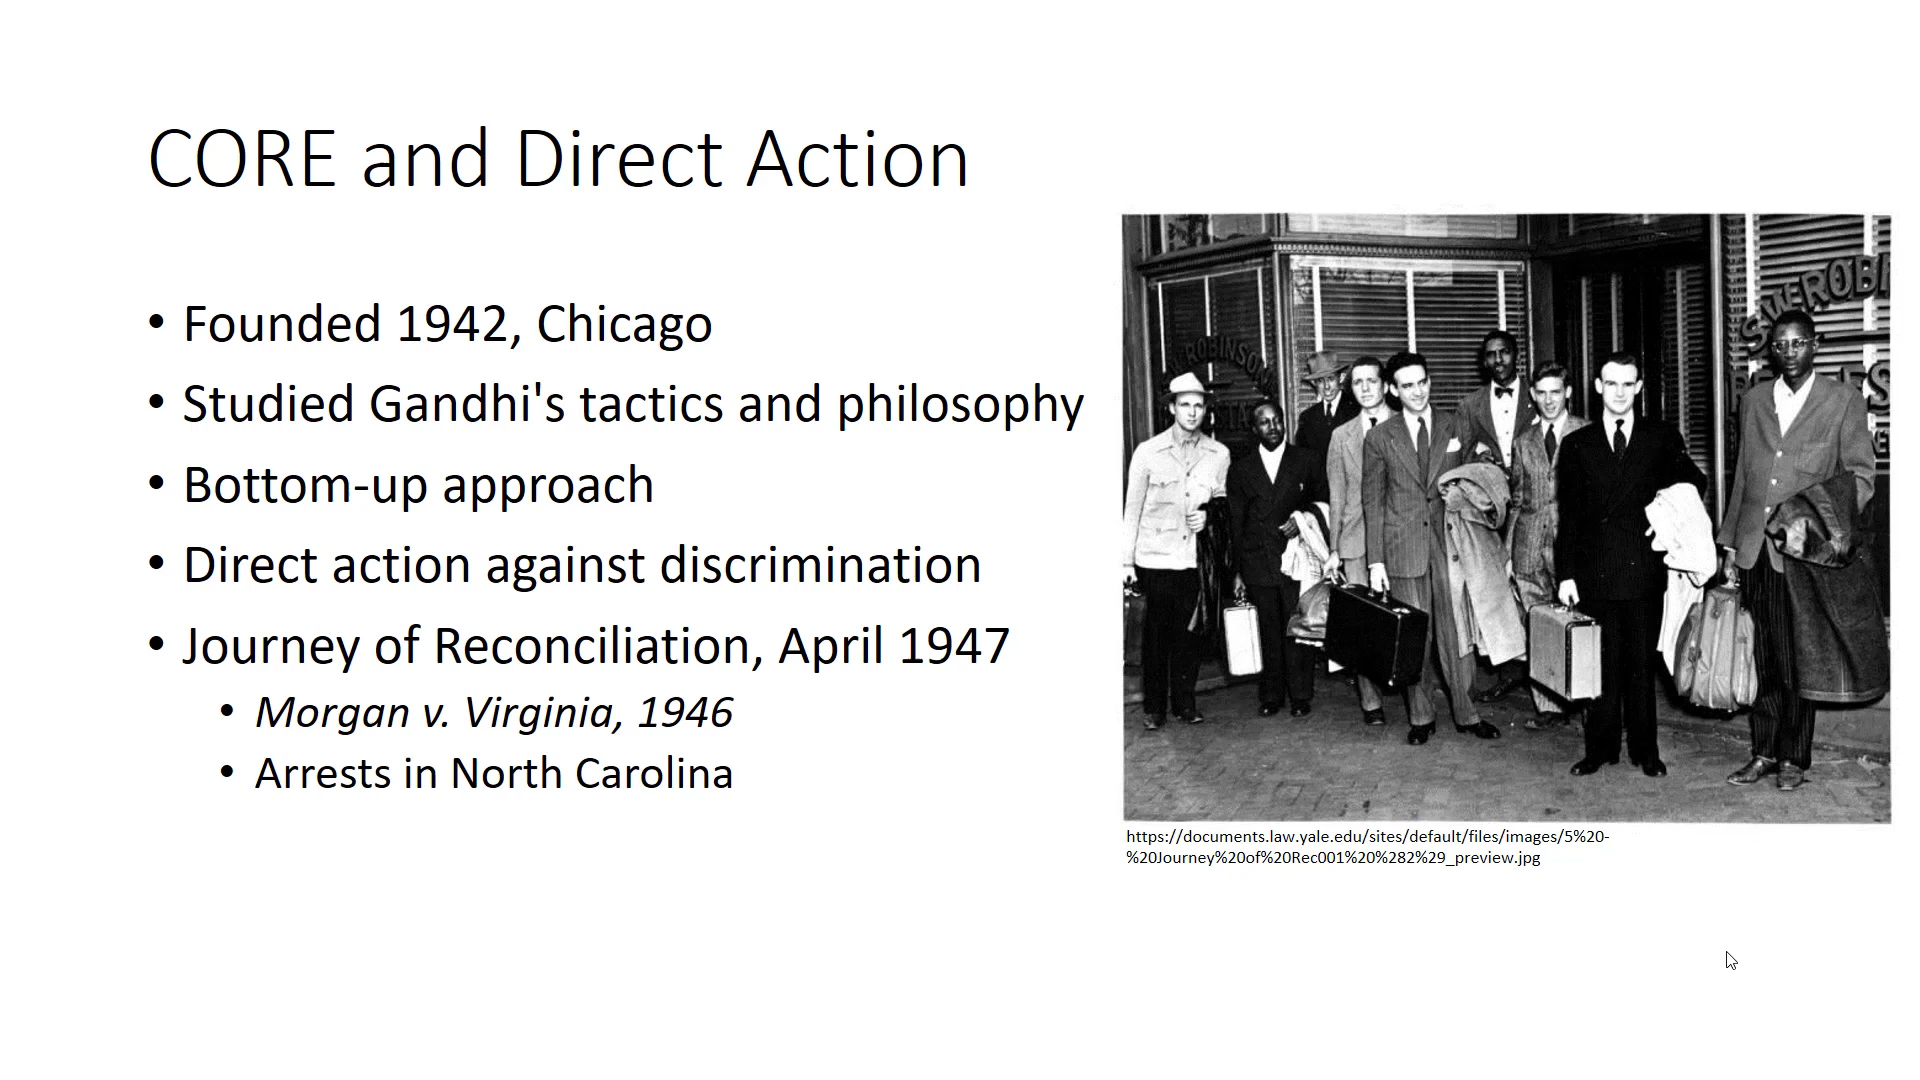 CORE and Direct Action
• Founded 1942, Chicago
• Studied Gandhi's tactics and philosophy
• Bottom-up approach
• Direct action against discrimination
• Journey of Reconciliation, April 1947
• Morgan v. Virginia, 1946
• Arrests in North Carolina
ROBINSON
S.W. ROBI
https://documents.law.yale.edu/sites/default/files/images/5%20-
%20Journey%20of%20Rec001%20%282%29_preview.jpg